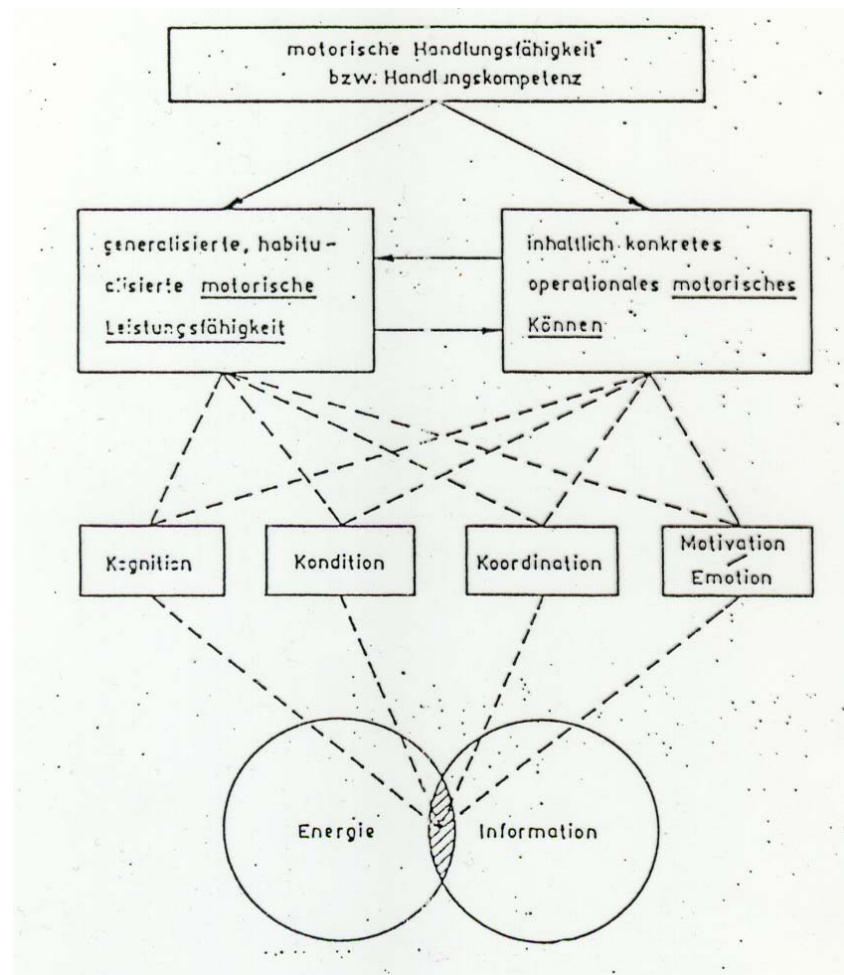 motorische Handlungsfähigkeit
bzw. Handlungskompetenz
generalisierte, habitu-
alisierte motorische
Leistungsfähigkeit
inhaltlich konkretes
operationales motorisches
Können
Kognition
Kondition
Koordination
Motivation
Emotion
Energie
Information